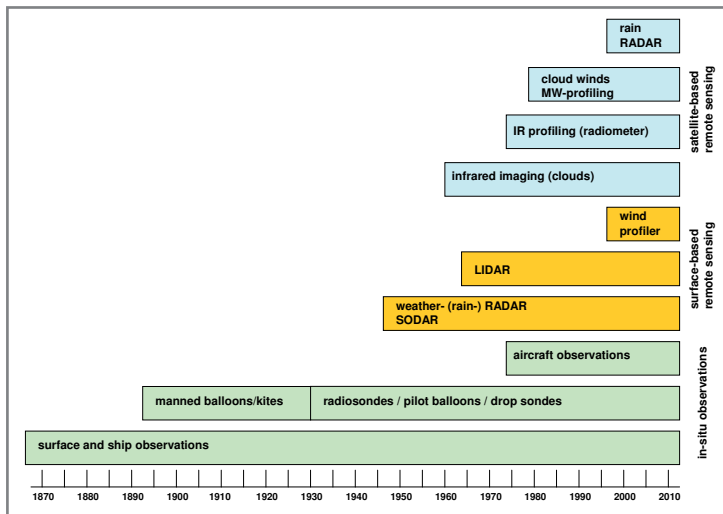 rain
RADAR
cloud winds
MW-profiling
IR profiling (radiometer)
infrared imaging (clouds)
satellite-based
remote sensing
wind
profiler
LIDAR
weather- (rain-) RADAR
SODAR
surface-based
remote sensing
aircraft observations
manned balloons/kites
radiosondes / pilot balloons / drop sondes
surface and ship observations
in-situ observations
1870 1880 1890 1900 1910 1920 1930 1940 1950 1960 1970 1980 1990 2000 2010